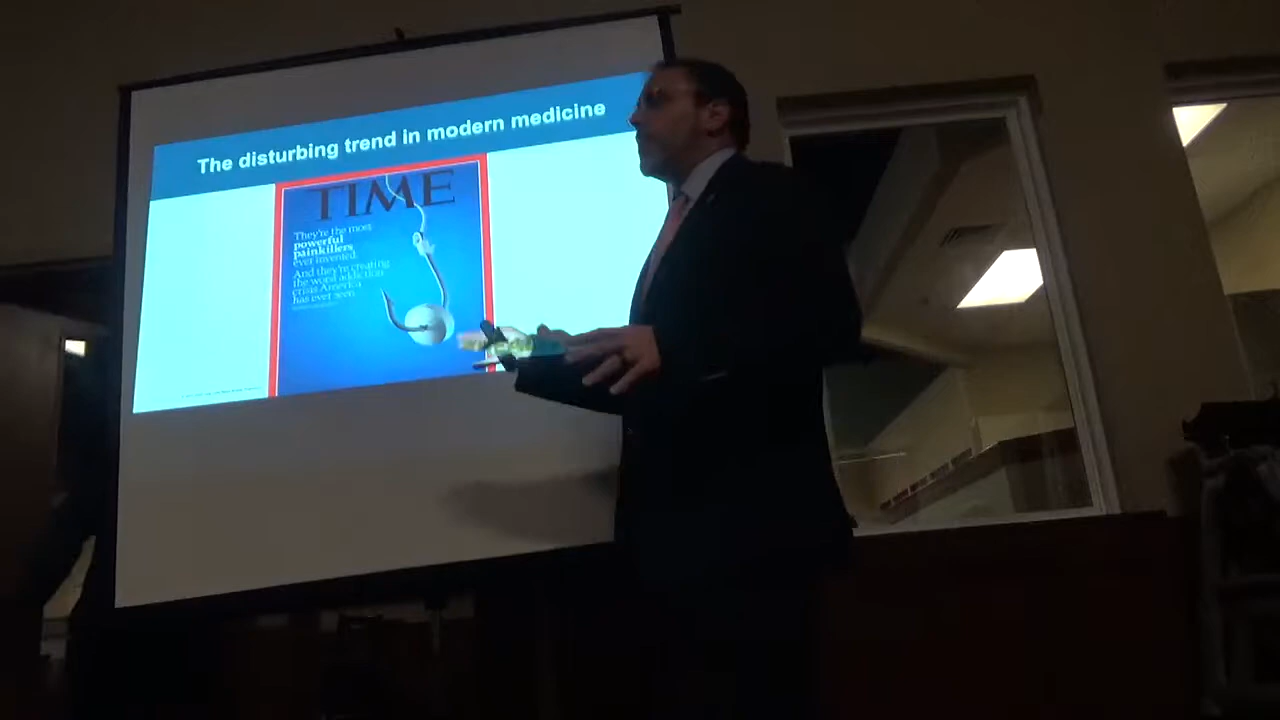 The disturbing trend in modern medicine
TIME
They're the most
powerful
painkillers
ever invented.
And they're creating
the worst addiction
crisis America
has ever seen.